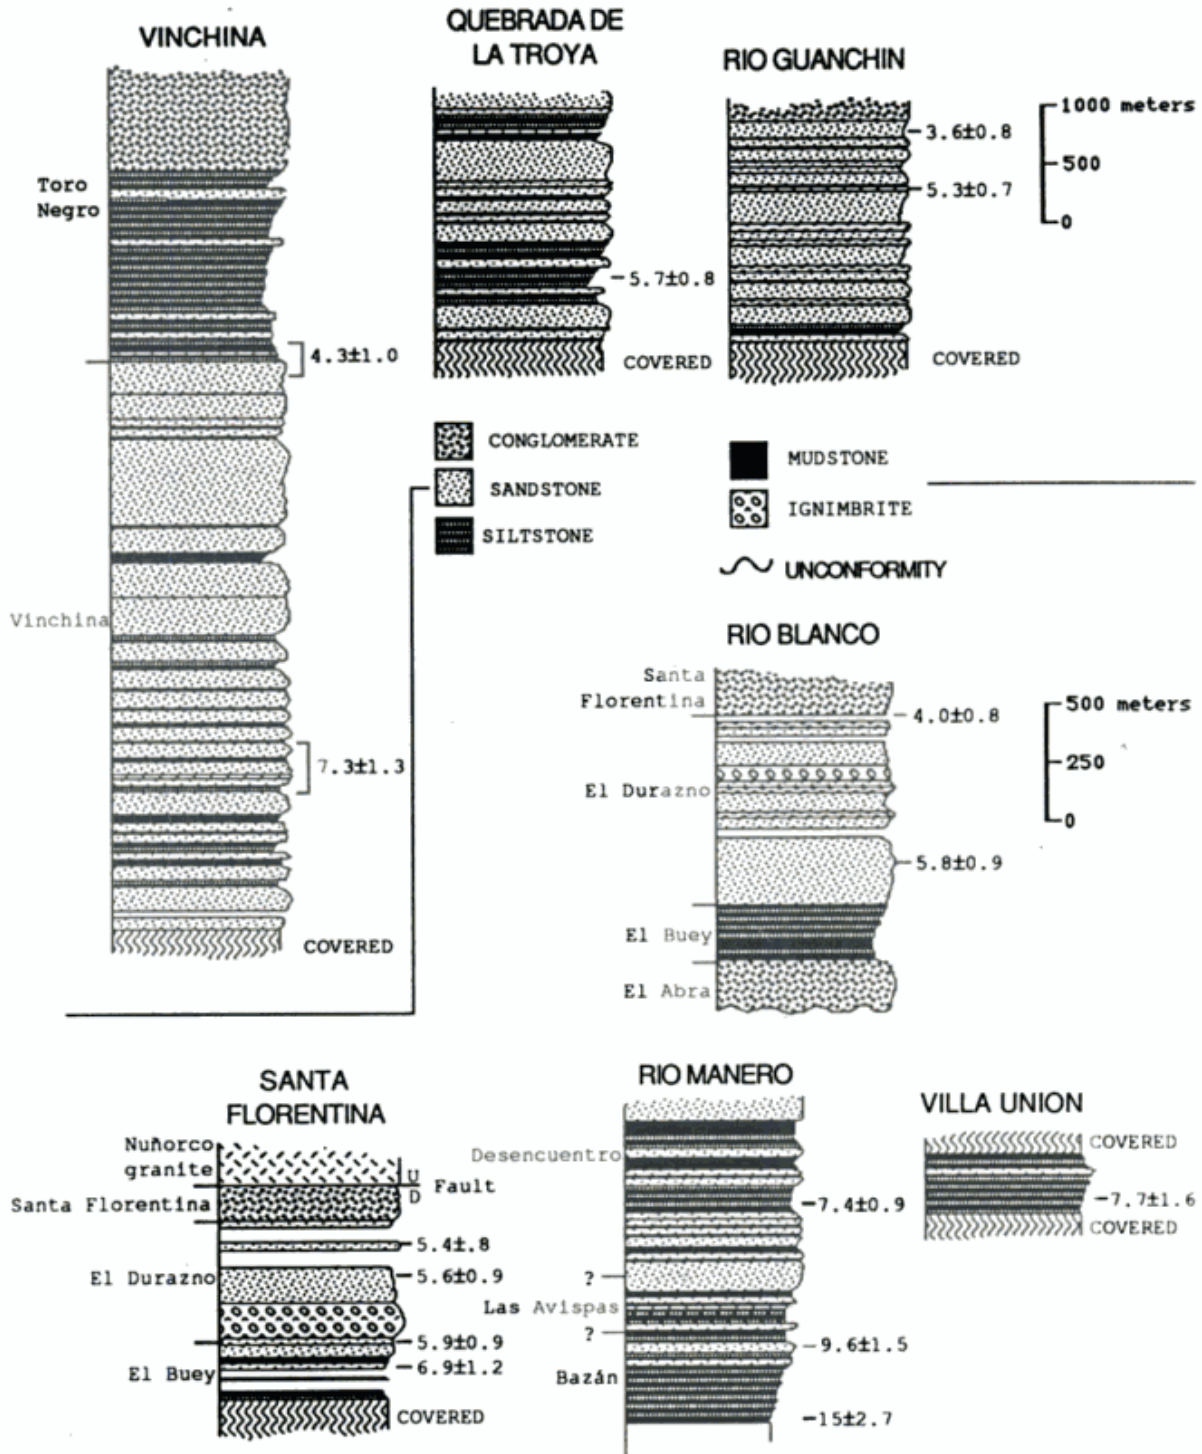 VINCHINA
Toro
Negro
4.3±1.0
Vinchina
7.3±1.3
COVERED
QUEBRADA DE
LA TROYA
5.7±0.8
COVERED
RIO GUANCHIN
3.6±0.8
5.3±0.7
COVERED
1000 meters
500
0
CONGLOMERATE
SANDSTONE
SILTSTONE
MUDSTONE
IGNIMBRITE
UNCONFORMITY
RIO BLANCO
Santa
Florentina
4.0±0.8
El Durazno
5.8±0.9
El Buey
El Abra
500 meters
250
0
SANTA
FLORENTINA
Nuñorco
granite
U
D
Fault
Santa Florentina
5.4±.8
El Durazno
5.6±0.9
5.9±0.9
El Buey
6.9±1.2
COVERED
RIO MANERO
Desencuentro
7.4±0.9
?
Las Avispas
?
9.6±1.5
Bazán
15±2.7
VILLA UNION
COVERED
7.7±1.6
COVERED